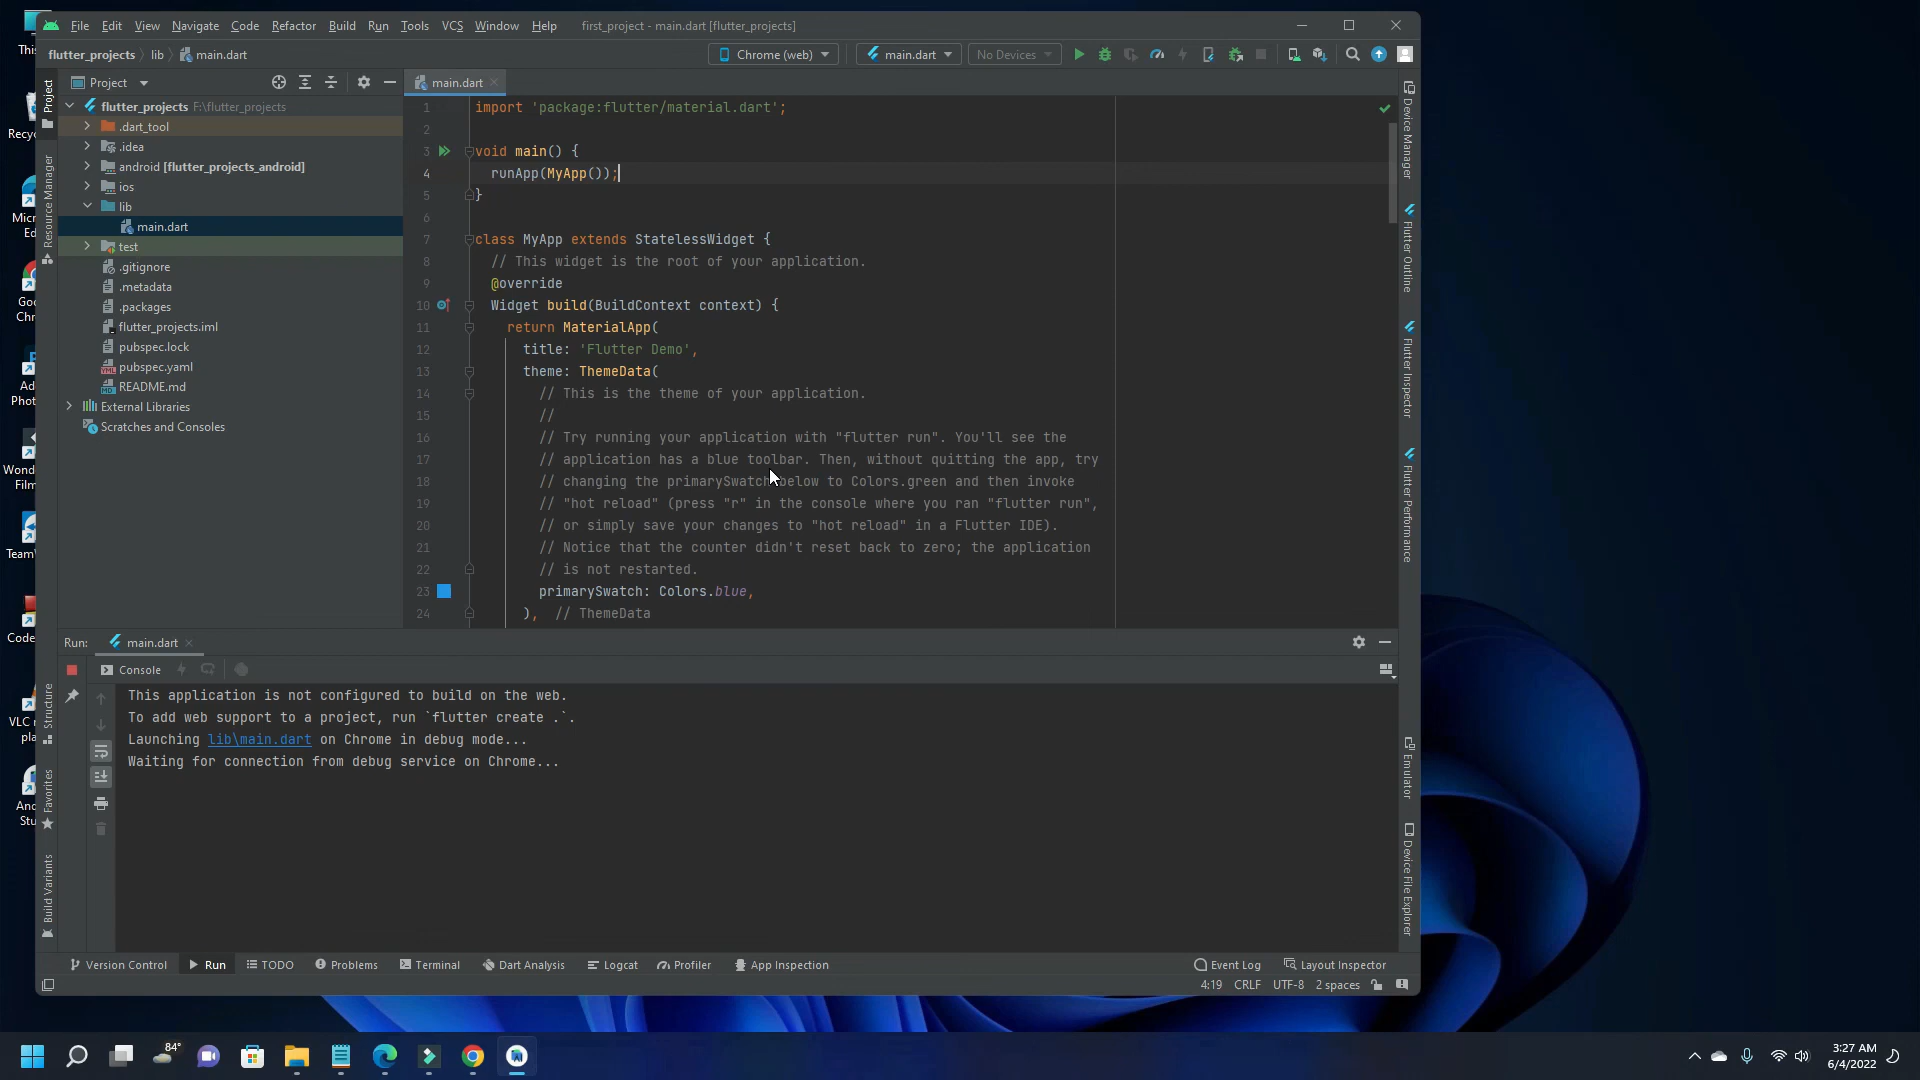 File Edit View Navigate Code Refactor Build Run Tools VCS Window Help first_project - main.dart [flutter_projects]
flutter_projects lib main.dart Chrome (web) main.dart No Devices
Project main.dart
flutter_projects F:\flutter_projects
.dart_tool
.idea
android [flutter_projects_android]
ios
lib
main.dart
test
.gitignore
.metadata
.packages
flutter_projects.iml
pubspec.lock
pubspec.yaml
README.md
External Libraries
Scratches and Consoles
1 import 'package:flutter/material.dart';
2
3 void main() {
4 runApp(MyApp());
5 }
6
7 class MyApp extends StatelessWidget {
8 // This widget is the root of your application.
9 @override
10 Widget build(BuildContext context) {
11 return MaterialApp(
12 title: 'Flutter Demo',
13 theme: ThemeData(
14 // This is the theme of your application.
15 //
16 // Try running your application with "flutter run". You'll see the
17 // application has a blue toolbar. Then, without quitting the app, try
18 // changing the primarySwatch below to Colors.green and then invoke
19 // "hot reload" (press "r" in the console where you ran "flutter run",
20 // or simply save your changes to "hot reload" in a Flutter IDE).
21 // Notice that the counter didn't reset back to zero; the application
22 // is not restarted.
23 primarySwatch: Colors.blue,
24 ), // ThemeData
Project
Resource Manager
Structure
Favorites
Build Variants
Device Manager
Flutter Outline
Flutter Inspector
Flutter Performance
Emulator
Device File Explorer
Run: main.dart
Console
This application is not configured to build on the web.
To add web support to a project, run `flutter create .`.
Launching lib\main.dart on Chrome in debug mode...
Waiting for connection from debug service on Chrome...
Version Control Run TODO Problems Terminal Dart Analysis Logcat Profiler App Inspection Event Log Layout Inspector
4:19 CRLF UTF-8 2 spaces
84°
3:27 AM
6/4/2022